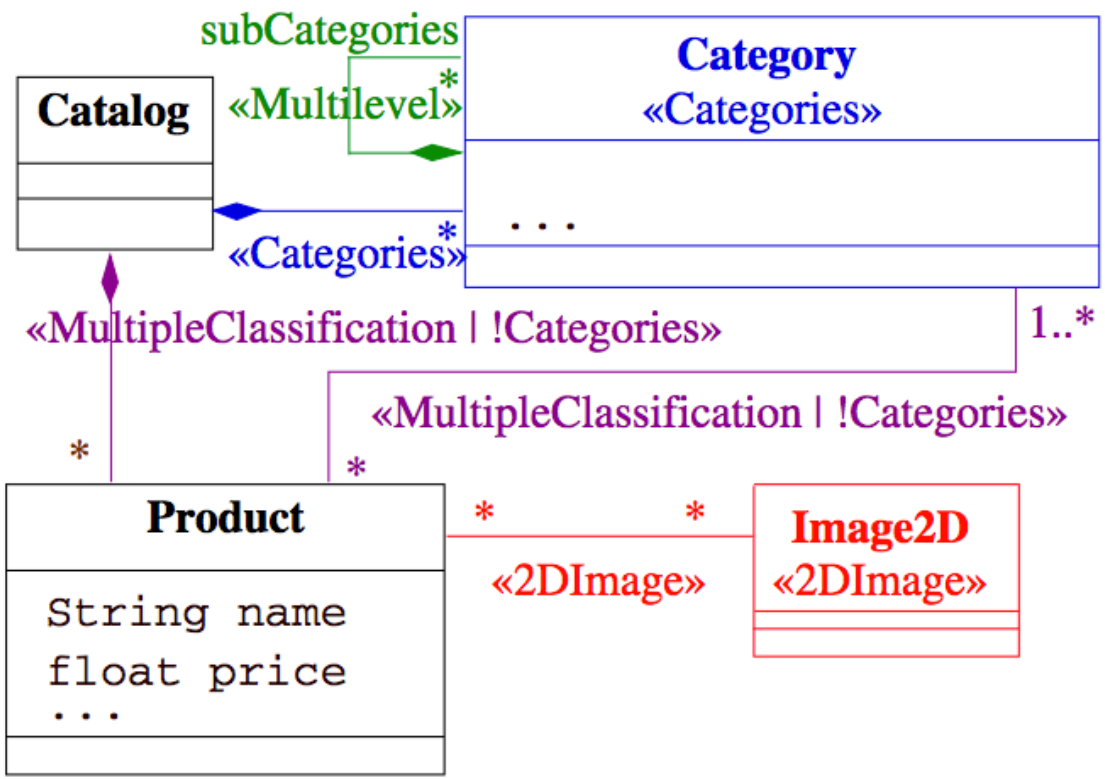 subCategories
*
«Multilevel»
Category
«Categories»
...
Catalog
*
«Categories»
«MultipleClassification | !Categories»
1..*
«MultipleClassification | !Categories»
*
*
Product
String name
float price
...
*
*
«2DImage»
Image2D
«2DImage»